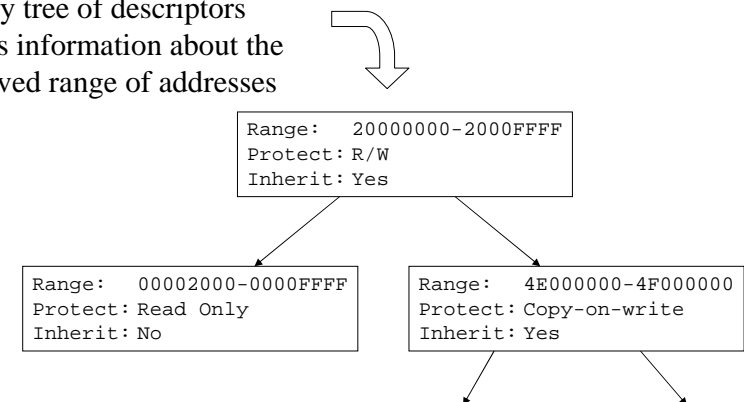 y tree of descriptors
s information about the
ved range of addresses
Range: 20000000-2000FFFF
Protect: R/W
Inherit: Yes
Range: 00002000-0000FFFF
Protect: Read Only
Inherit: No
Range: 4E000000-4F000000
Protect: Copy-on-write
Inherit: Yes